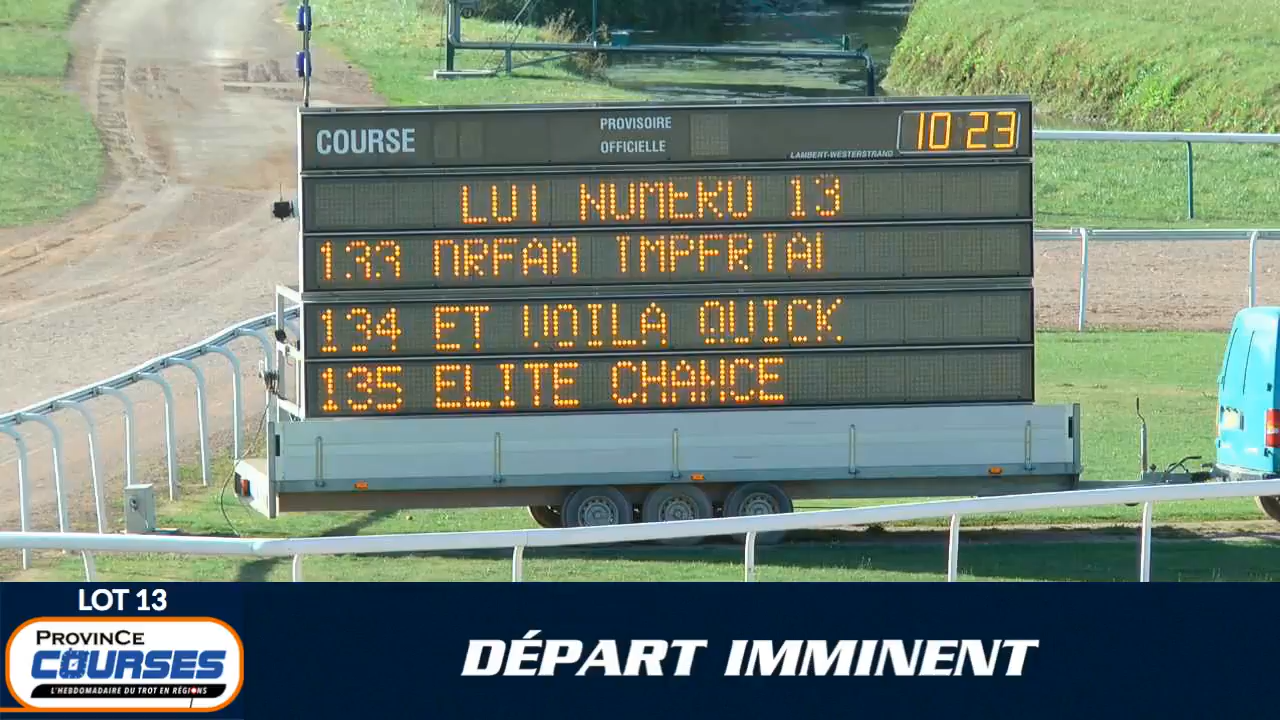 COURSE
PROVISOIRE
OFFICIELLE
10 23
LAMBERT-WESTERSTRAND
LOT NUMERO 13
133 DREAM IMPERIAL
134 ET VOILA QUICK
135 ELITE CHANCE
LOT 13
PROVINCE
COURSES
L'HEBDOMADAIRE DU TROT EN RÉGIONS
DÉPART IMMINENT